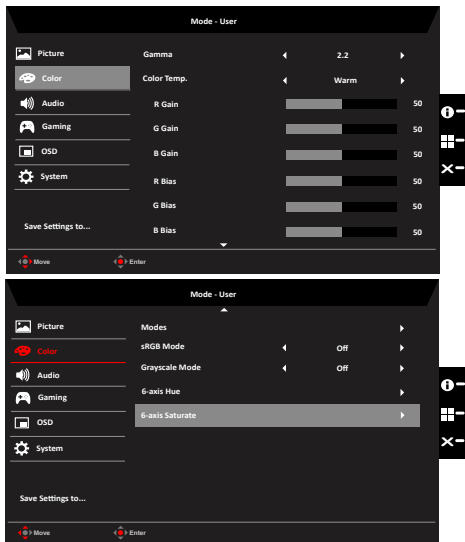 Mode - User
Picture
Gamma 2.2
Color
Color Temp. Warm
Audio
R Gain 50
Gaming
G Gain 50
OSD
B Gain 50
System
R Bias 50
G Bias 50
Save Settings to...
B Bias 50
Move Enter
Mode - User
Picture
Modes
Color
sRGB Mode Off
Audio
Grayscale Mode Off
Gaming
6-axis Hue
OSD
6-axis Saturate
System
Save Settings to...
Move Enter